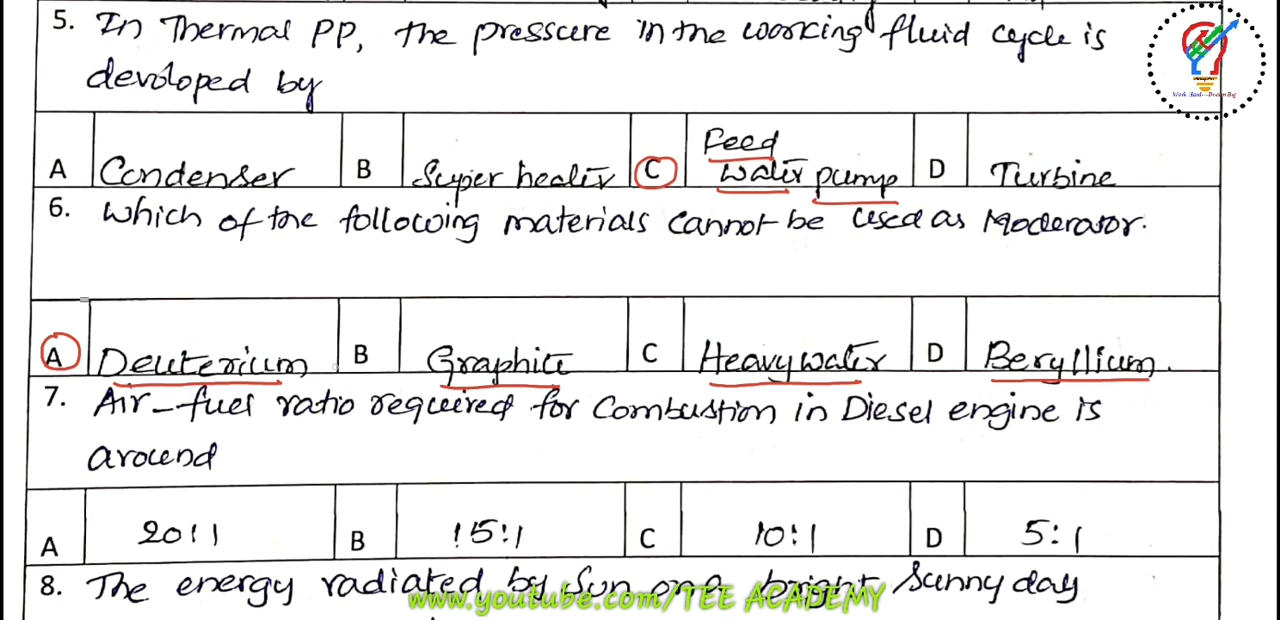 5. In Thermal PP, the pressure in the working fluid cycle is
devoloped by
A Condenser B Super heater C Feed water pump D Turbine
6. Which of the following materials cannot be used as Moderator.
A Deuterium B Graphite C Heavy water D Beryllium.
7. Air-fuel ratio required for Combustion in Diesel engine is
around
A 20:1 B 15:1 C 10:1 D 5:1
8. The energy radiated by Sun on a bright Sunny day
www.youtube.com/TEE ACADEMY